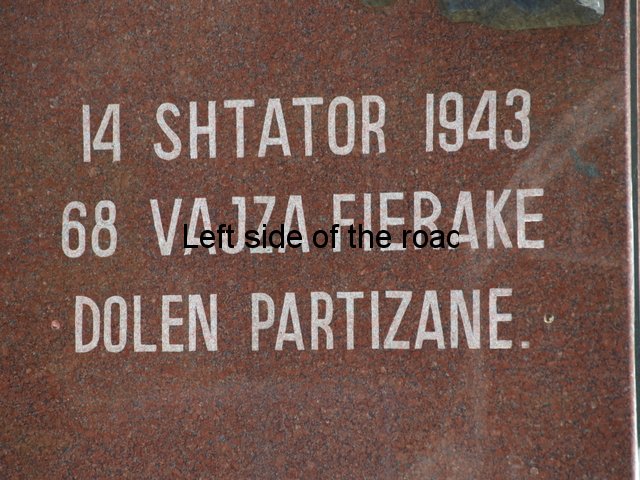 14 SHTATOR 1943
68 VAJZA FIERAKE
Left side of the roac
DOLEN PARTIZANE.